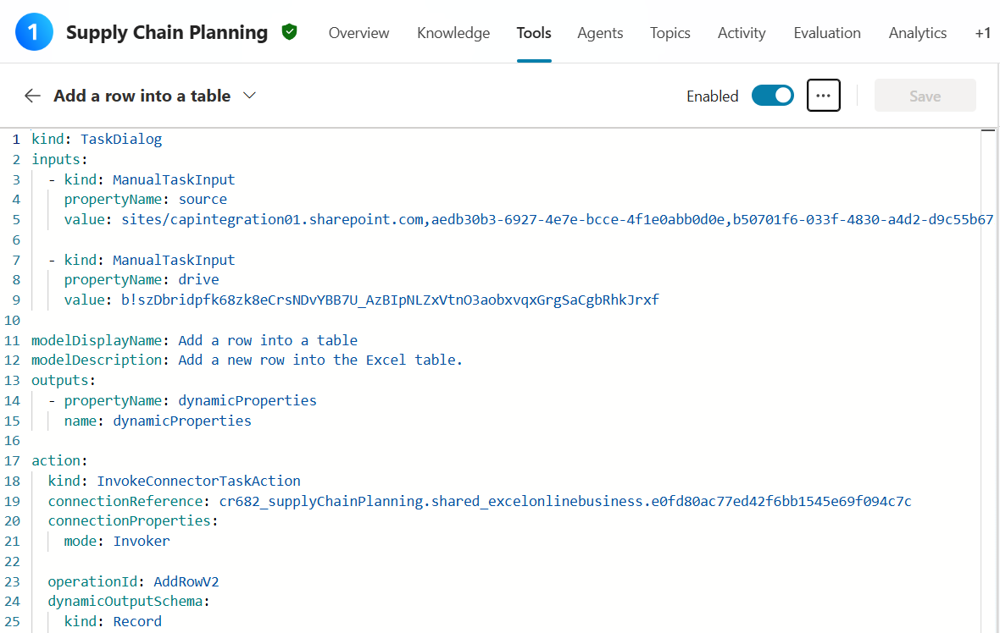 1 Supply Chain Planning Overview Knowledge Tools Agents Topics Activity Evaluation Analytics +1
Add a row into a table Enabled ... Save
1 kind: TaskDialog
2 inputs:
3 - kind: ManualTaskInput
4 propertyName: source
5 value: sites/capintegration01.sharepoint.com,aedb30b3-6927-4e7e-bcce-4f1e0abb0d0e,b50701f6-033f-4830-a4d2-d9c55b67
6
7 - kind: ManualTaskInput
8 propertyName: drive
9 value: b!szDbridpfk68zk8eCrsNDvYBB7U_AzBIpNLZxVtnO3aobxvqxGrgSaCgbRhkJrxf
10
11 modelDisplayName: Add a row into a table
12 modelDescription: Add a new row into the Excel table.
13 outputs:
14 - propertyName: dynamicProperties
15 name: dynamicProperties
16
17 action:
18 kind: InvokeConnectorTaskAction
19 connectionReference: cr682_supplyChainPlanning.shared_excelonlinebusiness.e0fd80ac77ed42f6bb1545e69f094c7c
20 connectionProperties:
21 mode: Invoker
22
23 operationId: AddRowV2
24 dynamicOutputSchema:
25 kind: Record